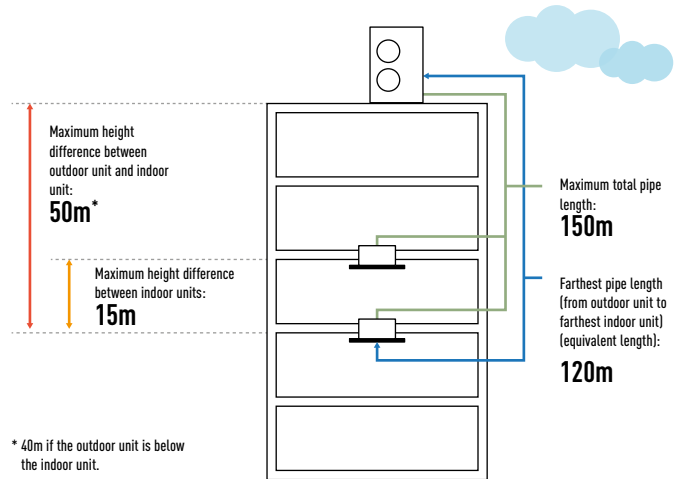 Maximum height
difference between
outdoor unit and indoor
unit:
50m*
Maximum height difference
between indoor units:
15m
Maximum total pipe
length:
150m
Farthest pipe length
(from outdoor unit to
farthest indoor unit)
(equivalent length):
120m
* 40m if the outdoor unit is below
the indoor unit.